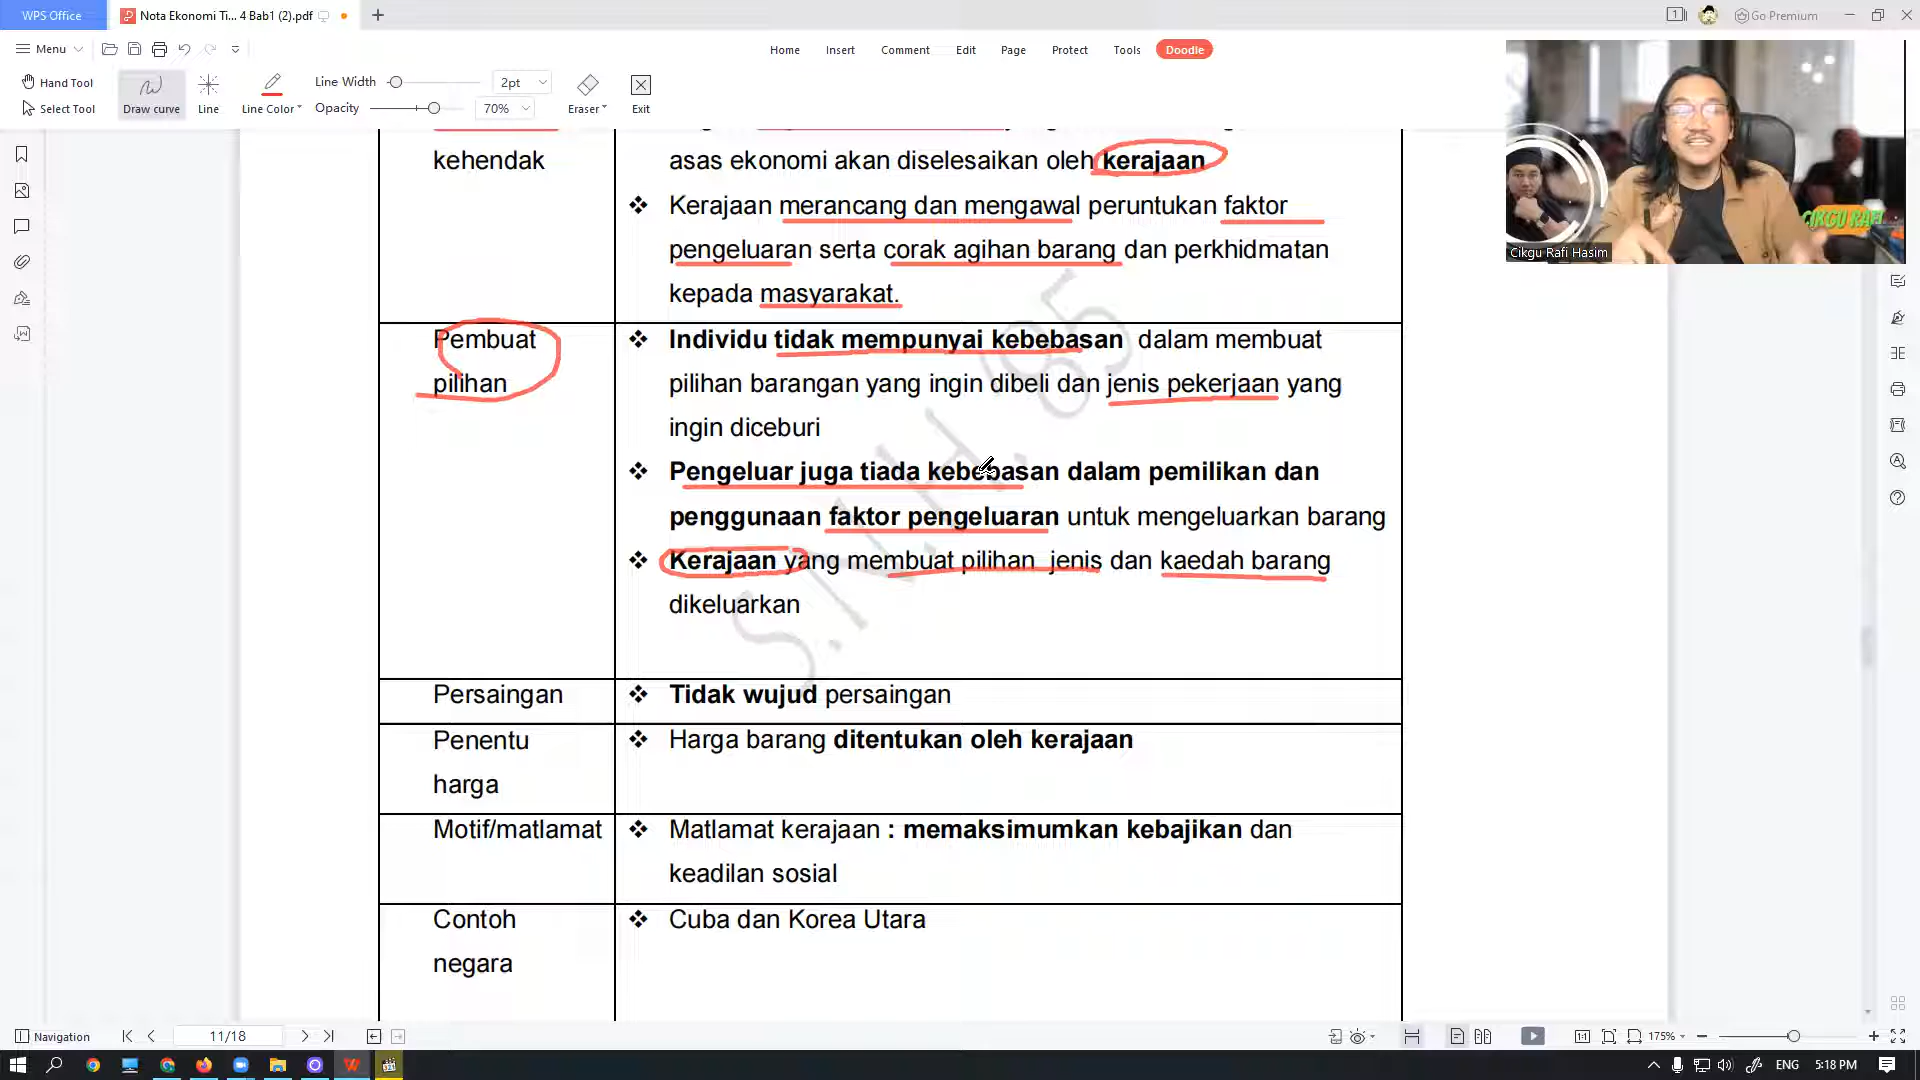 WPS Office
Nota Ekonomi Ti... 4 Bab1 (2).pdf
Go Premium
Menu
Home Insert Comment Edit Page Protect Tools Doodle
Hand Tool
Select Tool
Draw curve
Line
Line Color
Line Width 2pt
Opacity 70%
Eraser
Exit
kehendak
asas ekonomi akan diselesaikan oleh kerajaan
Kerajaan merancang dan mengawal peruntukan faktor
pengeluaran serta corak agihan barang dan perkhidmatan
kepada masyarakat.
Pembuat
pilihan
Individu tidak mempunyai kebebasan dalam membuat
pilihan barangan yang ingin dibeli dan jenis pekerjaan yang
ingin diceburi
Pengeluar juga tiada kebebasan dalam pemilikan dan
penggunaan faktor pengeluaran untuk mengeluarkan barang
Kerajaan yang membuat pilihan jenis dan kaedah barang
dikeluarkan
Persaingan
Tidak wujud persaingan
Penentu
harga
Harga barang ditentukan oleh kerajaan
Motif/matlamat
Matlamat kerajaan : memaksimumkan kebajikan dan
keadilan sosial
Contoh
negara
Cuba dan Korea Utara
CIKGU RAFI
Cikgu Rafi Hasim
Navigation
11/18
175%
ENG
5:18 PM